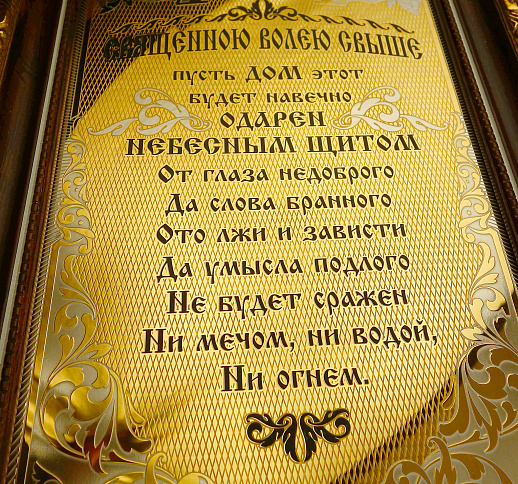 СВЯЩЕННОЮ ВОЛЕЮ СВЫШЕ
пусть ДОМ этот
будет навечно
ОДАРЕН
НЕБЕСНЫМ ЩИТОМ
От глаза недоброго
Да слова бранного
Ото лжи и зависти
Да умысла подлого
Не будет сражен
Ни мечом, ни водой,
Ни огнем.